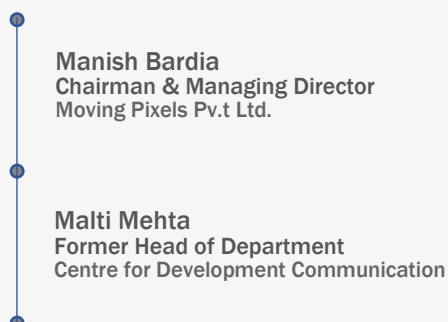 Manish Bardia
Chairman & Managing Director
Moving Pixels Pv.t Ltd.
Malti Mehta
Former Head of Department
Centre for Development Communication